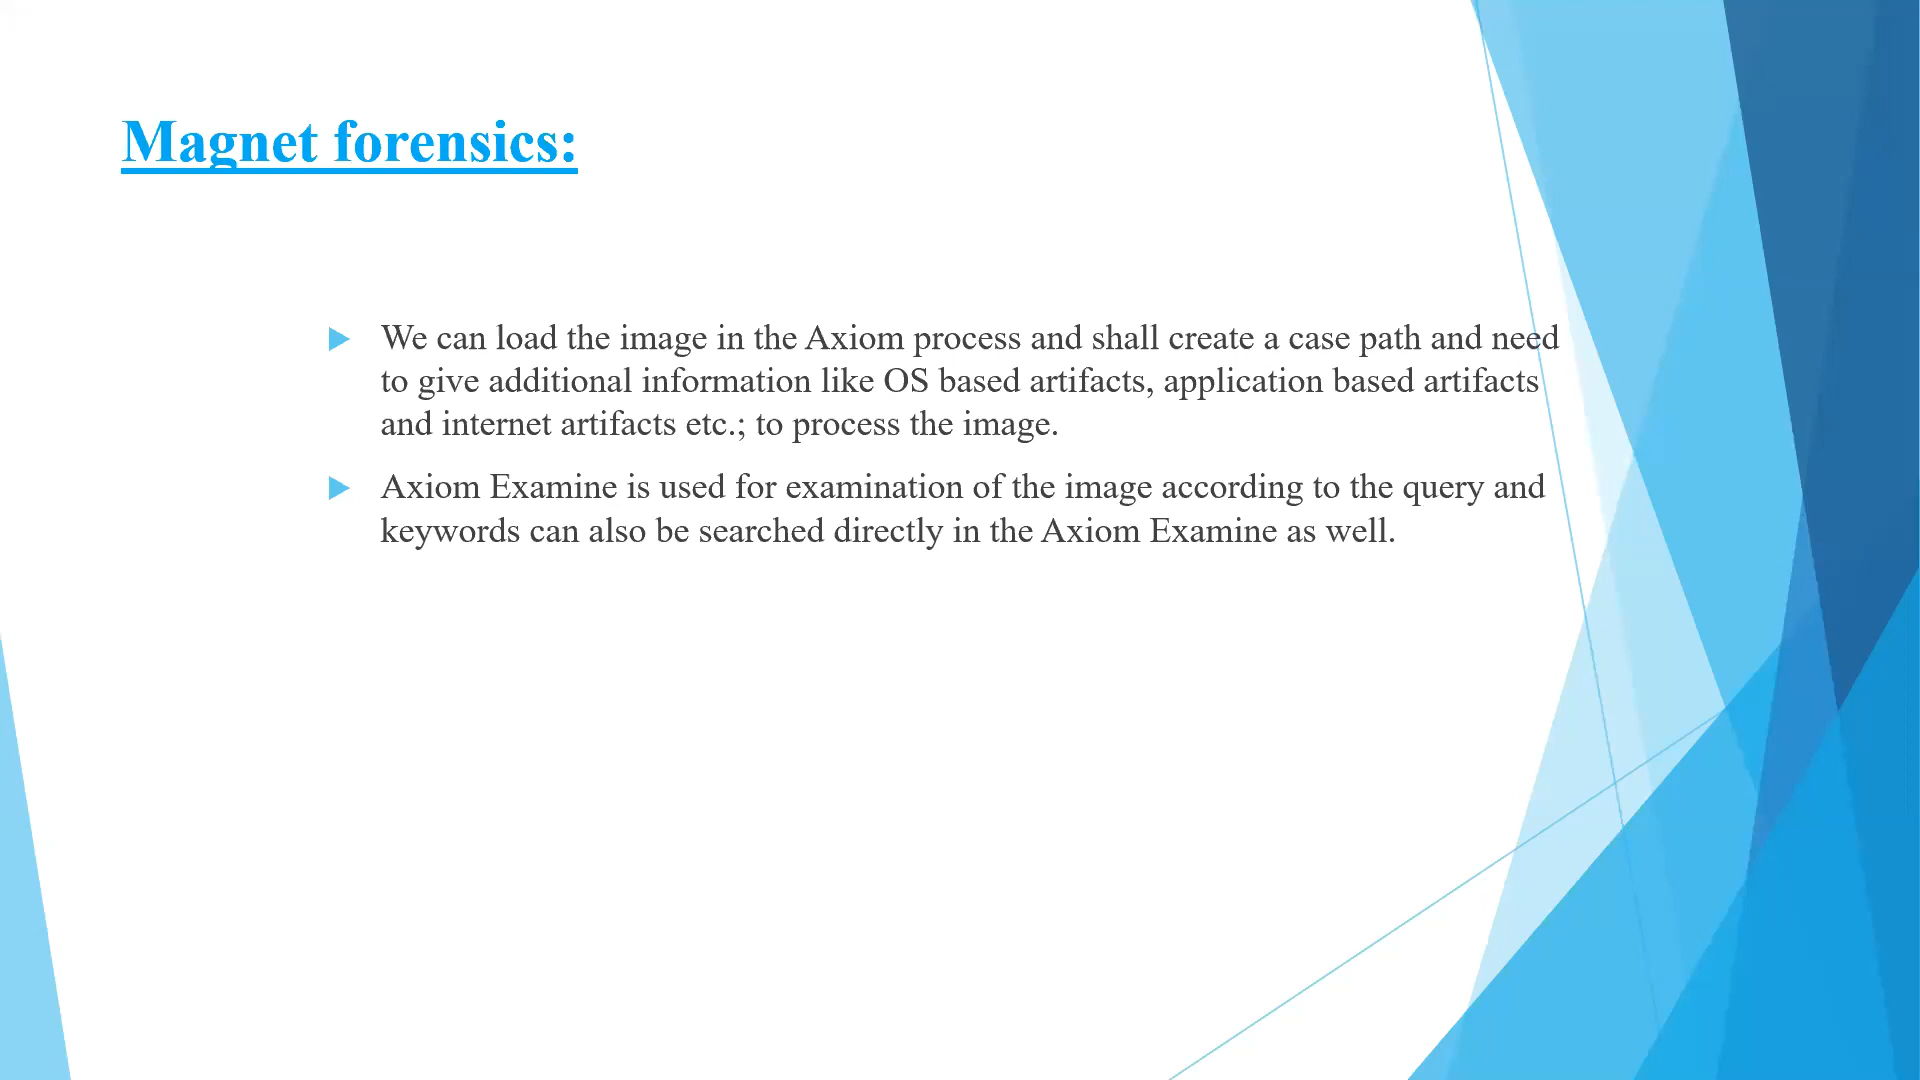 Magnet forensics:
We can load the image in the Axiom process and shall create a case path and need
to give additional information like OS based artifacts, application based artifacts
and internet artifacts etc.; to process the image.
Axiom Examine is used for examination of the image according to the query and
keywords can also be searched directly in the Axiom Examine as well.